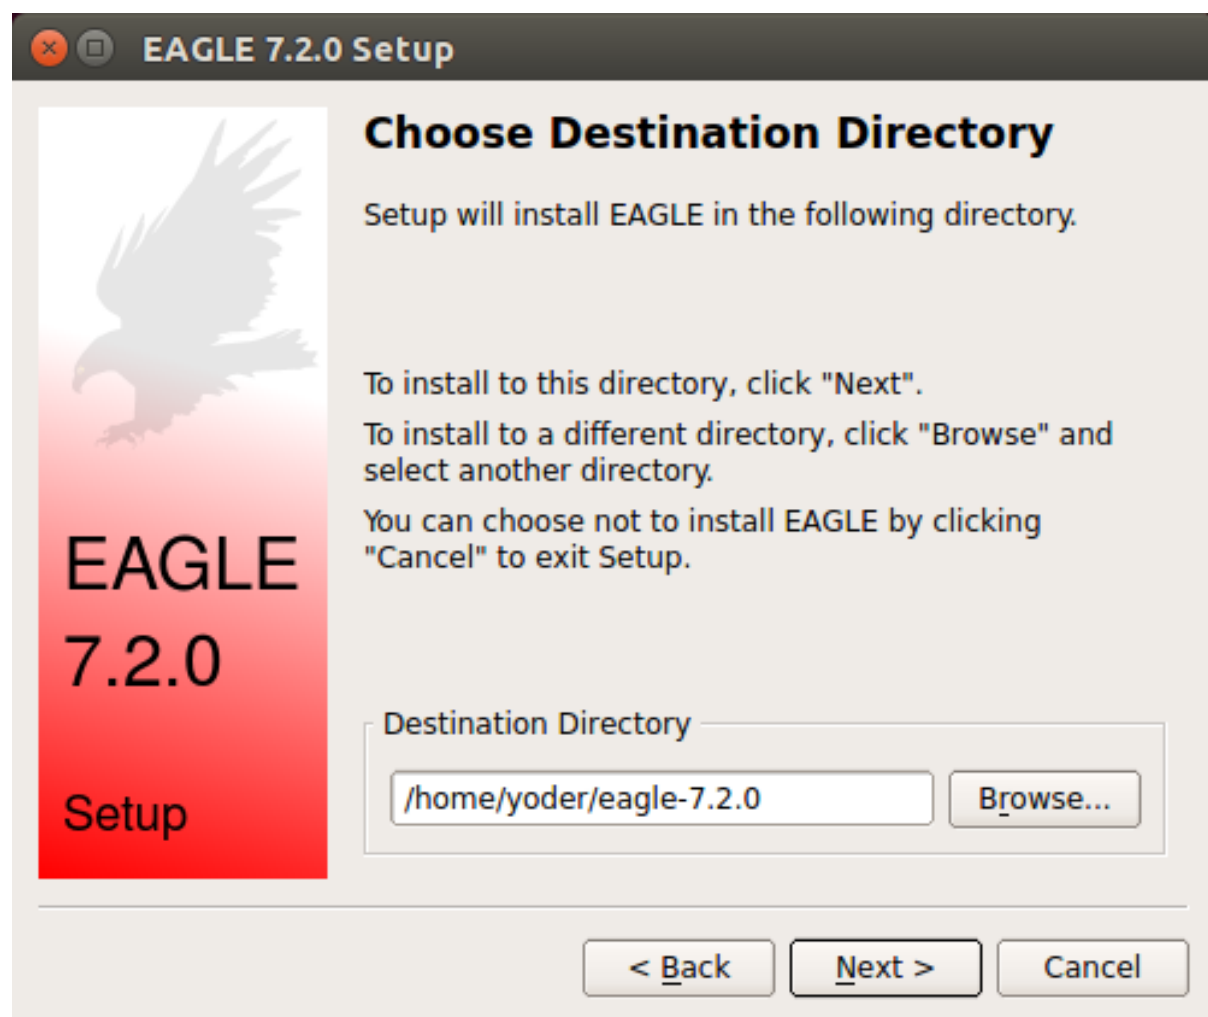 EAGLE 7.2.0 Setup
Choose Destination Directory
Setup will install EAGLE in the following directory.
To install to this directory, click "Next".
To install to a different directory, click "Browse" and
select another directory.
You can choose not to install EAGLE by clicking
"Cancel" to exit Setup.
EAGLE
7.2.0
Setup
Destination Directory
/home/yoder/eagle-7.2.0
Browse...
< Back
Next >
Cancel